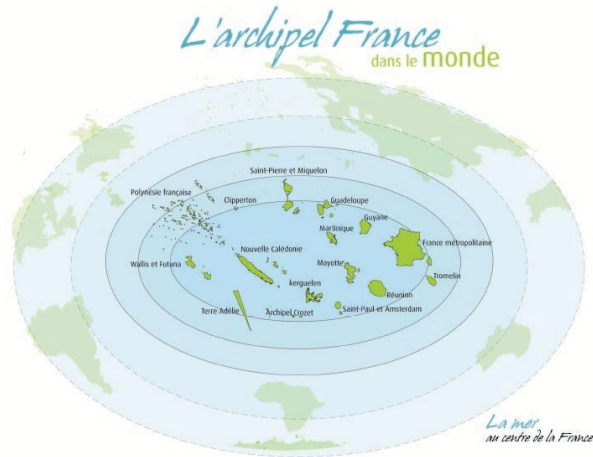 L'archipel France
dans le monde
Saint-Pierre et Miquelon
Polynésie française
Clipperton
Guadeloupe
Guyane
Martinique
France métropolitaine
Nouvelle Calédonie
Wallis et Futuna
Mayotte
Tromelin
kerguelen
Réunion
Terre Adélie
Archipel Crozet
Saint-Paul et Amsterdam
La mer
au centre de la France